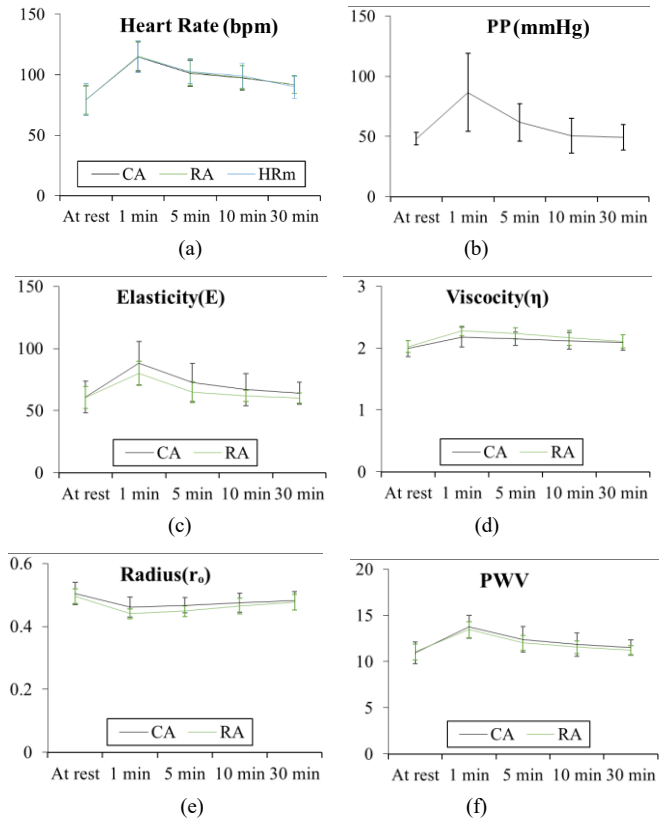 Heart Rate (bpm)
150
100
50
0
CA RA HRm
At rest 1 min 5 min 10 min 30 min
(a)
PP (mmHg)
150
100
50
0
At rest 1 min 5 min 10 min 30 min
(b)
Elasticity(E)
150
100
50
0
CA RA
At rest 1 min 5 min 10 min 30 min
(c)
Viscocity(η)
3
2
1
0
CA RA
At rest 1 min 5 min 10 min 30 min
(d)
Radius(rₒ)
0.6
0.4
0.2
0
CA RA
At rest 1 min 5 min 10 min 30 min
(e)
PWV
20
15
10
5
0
CA RA
At rest 1 min 5 min 10 min 30 min
(f)